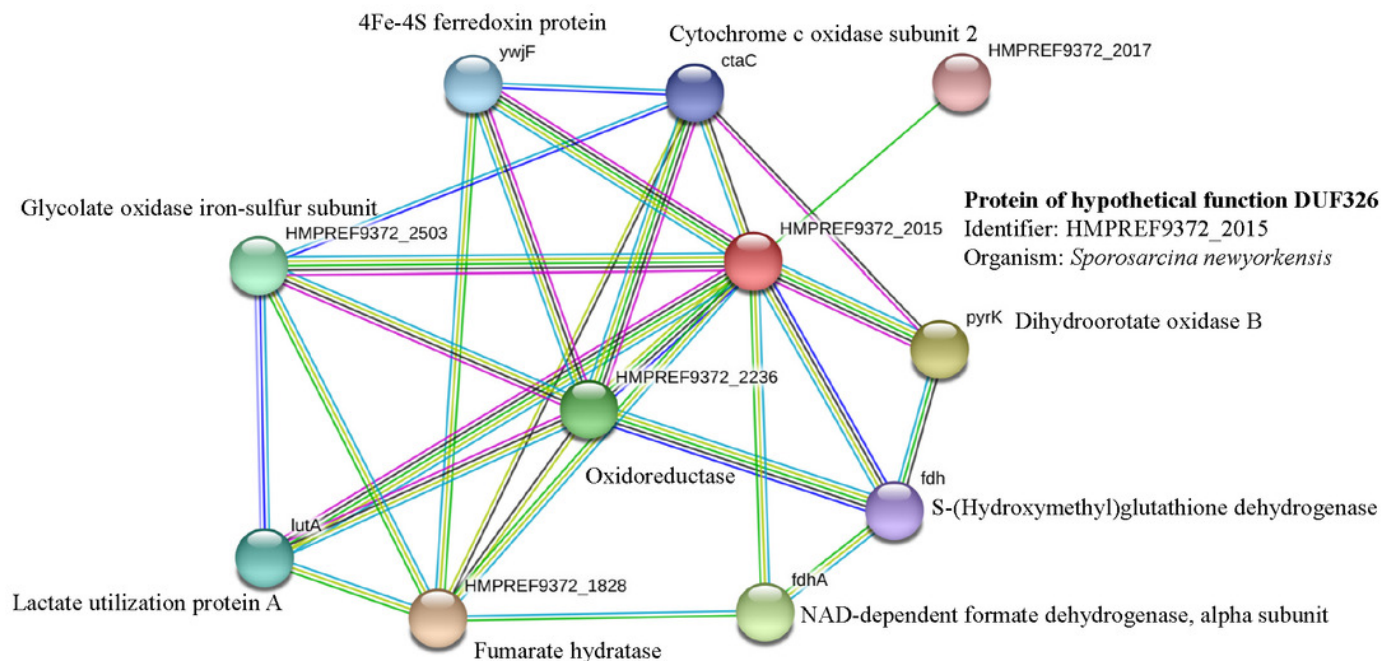 4Fe-4S ferredoxin protein
ywjF
Cytochrome c oxidase subunit 2
ctaC
HMPREF9372_2017
Glycolate oxidase iron-sulfur subunit
HMPREF9372_2503
HMPREF9372_2015
Protein of hypothetical function DUF326
Identifier: HMPREF9372_2015
Organism: Sporosarcina newyorkensis
pyrK
Dihydroorotate oxidase B
HMPREF9372_2236
Oxidoreductase
fdh
S-(Hydroxymethyl)glutathione dehydrogenase
lutA
Lactate utilization protein A
HMPREF9372_1828
Fumarate hydratase
fdhA
NAD-dependent formate dehydrogenase, alpha subunit